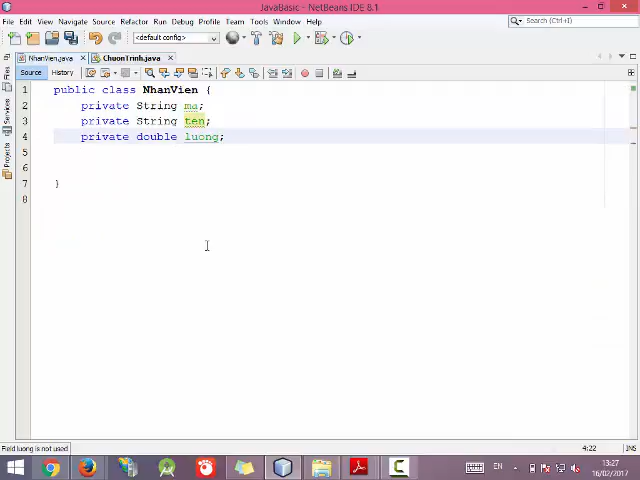 JavaBasic - NetBeans IDE 8.1
File Edit View Navigate Source Refactor Run Debug Profile Team Tools Window Help
Search (Ctrl+I)
<default config>
NhanVien.java ChuonTrinh.java
Source History
1 public class NhanVien {
2 private String ma;
3 private String ten;
4 private double luong;
5
6
7 }
8
Files
Services
Projects
Field luong is not used
4:22 INS
EN
13:27
16/02/2017